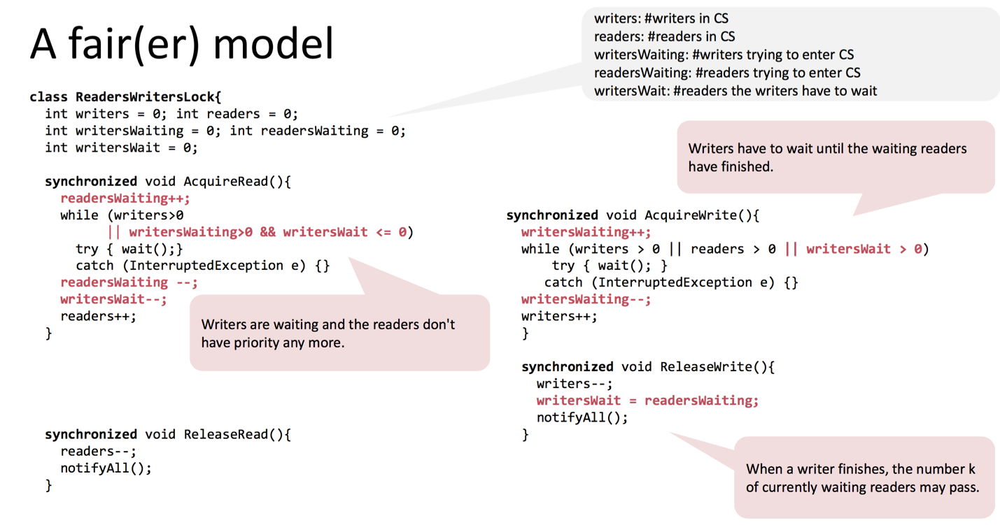 A fair(er) model
writers: #writers in CS
readers: #readers in CS
writersWaiting: #writers trying to enter CS
readersWaiting: #readers trying to enter CS
writersWait: #readers the writers have to wait
class ReadersWritersLock{
int writers = 0; int readers = 0;
int writersWaiting = 0; int readersWaiting = 0;
int writersWait = 0;
synchronized void AcquireRead(){
readersWaiting++;
while (writers>0
|| writersWaiting>0 && writersWait <= 0)
try { wait();}
catch (InterruptedException e) {}
readersWaiting --;
writersWait--;
readers++;
}
Writers are waiting and the readers don't
have priority any more.
synchronized void ReleaseRead(){
readers--;
notifyAll();
}
Writers have to wait until the waiting readers
have finished.
synchronized void AcquireWrite(){
writersWaiting++;
while (writers > 0 || readers > 0 || writersWait > 0)
try { wait(); }
catch (InterruptedException e) {}
writersWaiting--;
writers++;
}
synchronized void ReleaseWrite(){
writers--;
writersWait = readersWaiting;
notifyAll();
}
When a writer finishes, the number k
of currently waiting readers may pass.